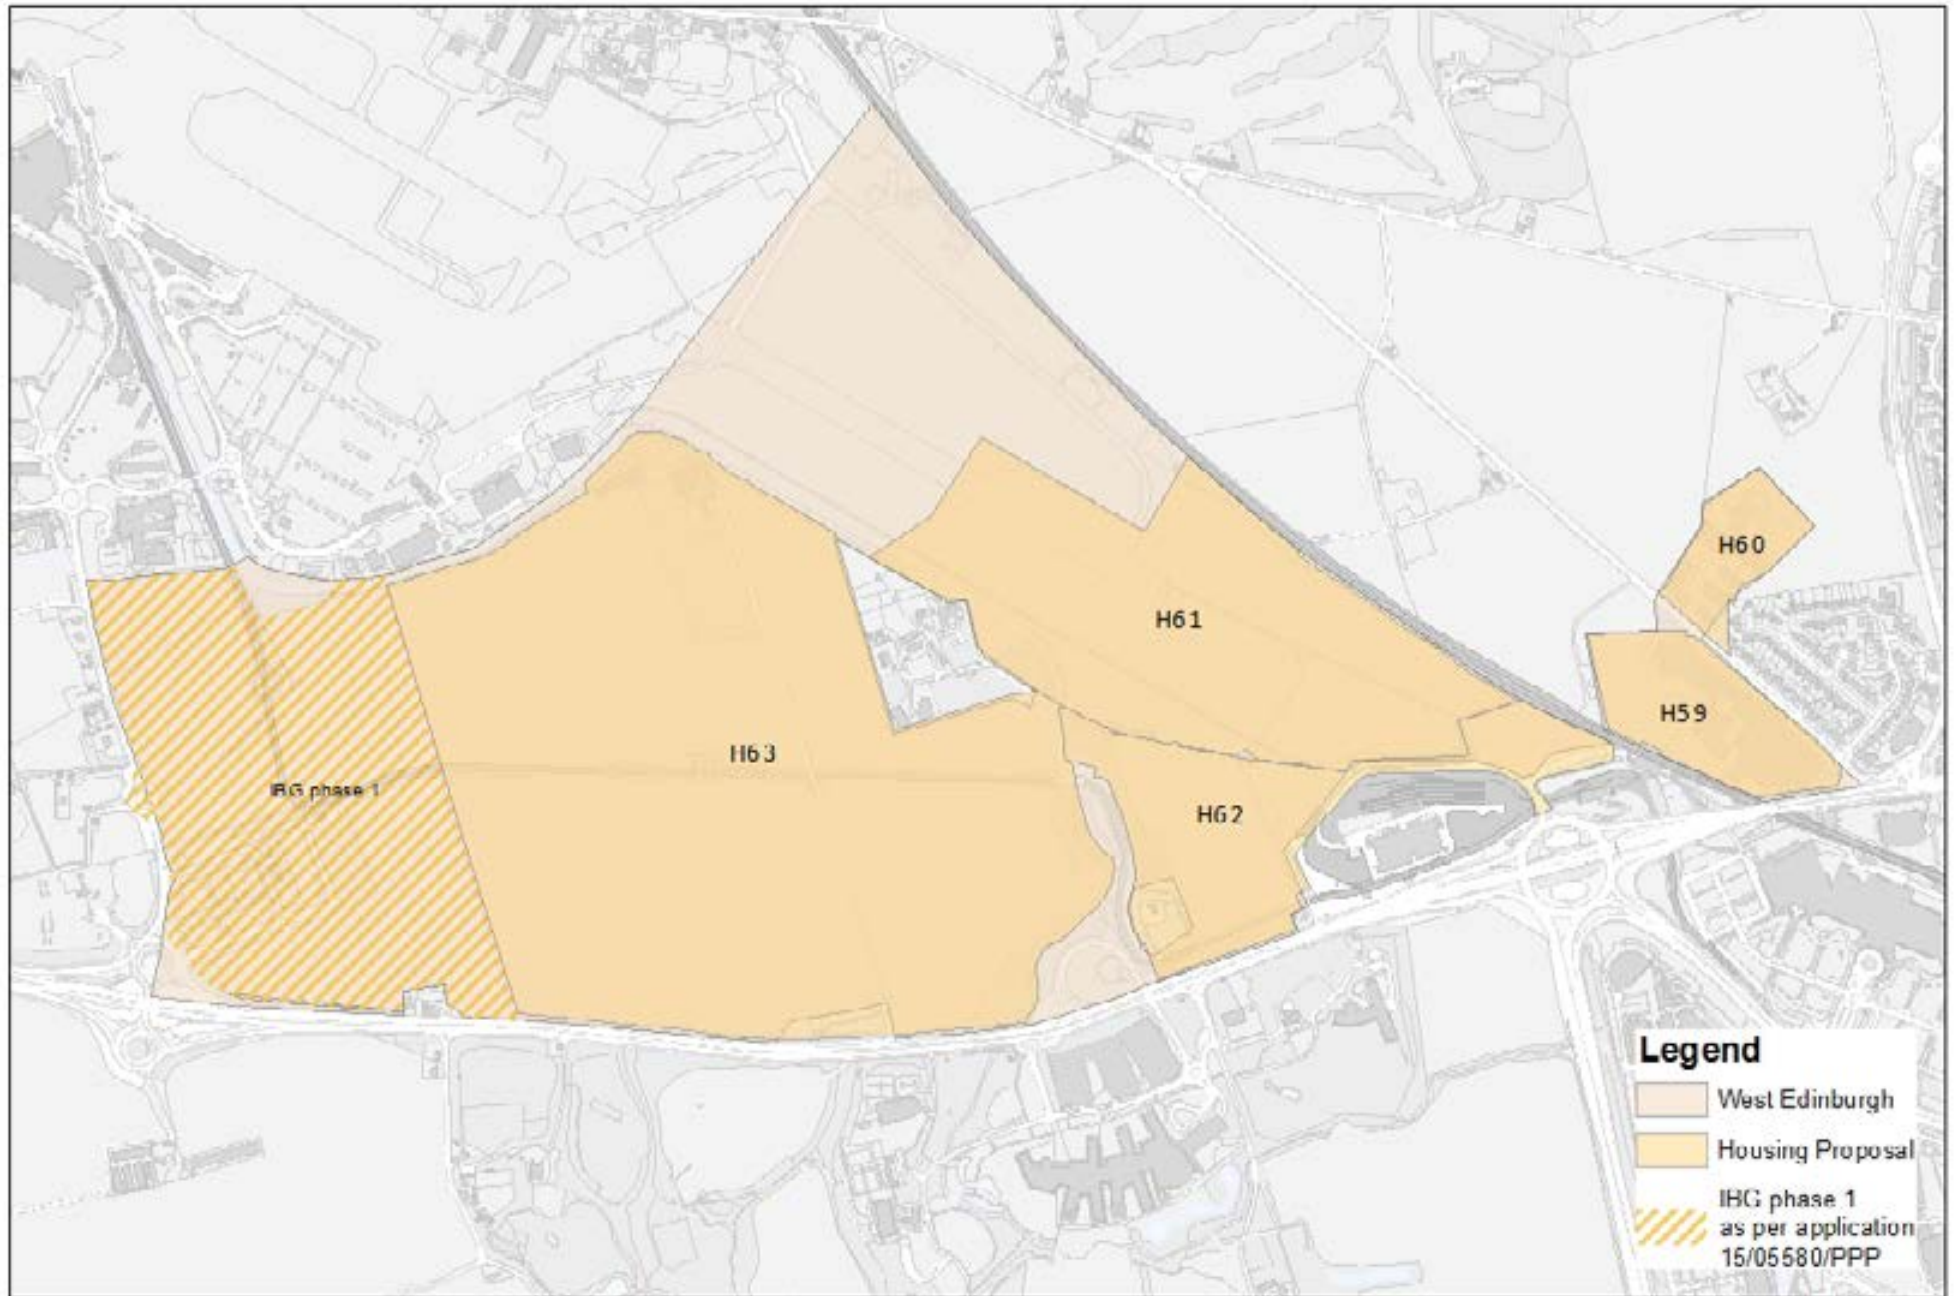 H60
H61
H59
H63
IBG phase 1
H62
Legend
West Edinburgh
Housing Proposal
IBG phase 1
as per application
15/05580/PPP